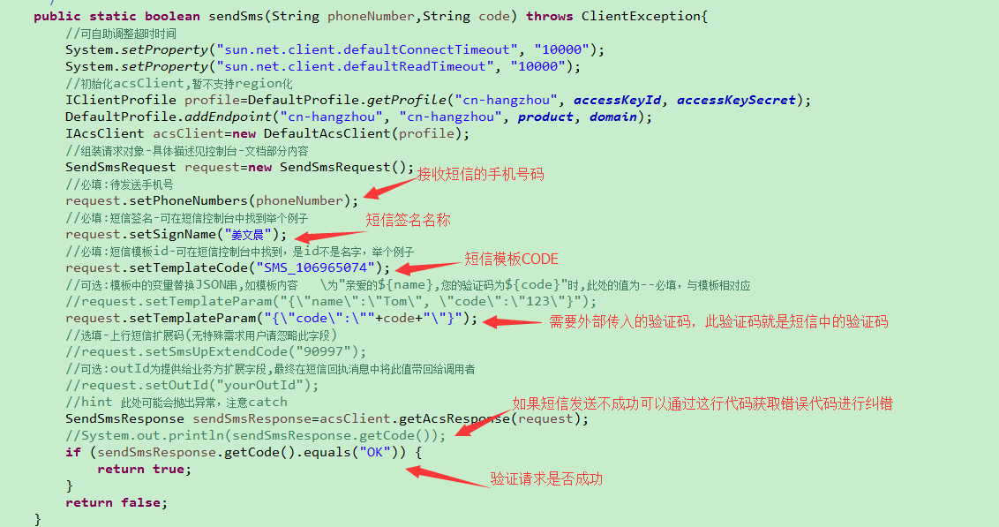 public static boolean sendSms(String phoneNumber,String code) throws ClientException{
//可自助调整超时时间
System.setProperty("sun.net.client.defaultConnectTimeout", "10000");
System.setProperty("sun.net.client.defaultReadTimeout", "10000");
//初始化acsClient,暂不支持region化
IClientProfile profile=DefaultProfile.getProfile("cn-hangzhou", accessKeyId, accessKeySecret);
DefaultProfile.addEndpoint("cn-hangzhou", "cn-hangzhou", product, domain);
IAcsClient acsClient=new DefaultAcsClient(profile);
//组装请求对象-具体描述见控制台-文档部分内容
SendSmsRequest request=new SendSmsRequest();
接收短信的手机号码
//必填:待发送手机号
request.setPhoneNumbers(phoneNumber);
//必填:短信签名-可在短信控制台中找到举个例子
短信签名名称
request.setSignName("姜文晨");
//必填:短信模板id-可在短信控制台中找到，是id不是名字，举个例子
短信模板CODE
request.setTemplateCode("SMS_106965074");
//可选:模板中的变量替换JSON串,如模板内容 \为"亲爱的${name},您的验证码为${code}"时,此处的值为--必填，与模板相对应
//request.setTemplateParam("{\"name\":\"Tom\", \"code\":\"123\"}");
request.setTemplateParam("{\"code\":\""+code+"\"}");
需要外部传入的验证码，此验证码就是短信中的验证码
//选填-上行短信扩展码(无特殊需求用户请忽略此字段)
//request.setSmsUpExtendCode("90997");
//可选:outId为提供给业务方扩展字段,最终在短信回执消息中将此值带回给调用者
//request.setOutId("yourOutId");
//hint 此处可能会抛出异常，注意catch
如果短信发送不成功可以通过这行代码获取错误代码进行纠错
SendSmsResponse sendSmsResponse=acsClient.getAcsResponse(request);
//System.out.println(sendSmsResponse.getCode());
if (sendSmsResponse.getCode().equals("OK")) {
return true;
验证请求是否成功
}
return false;
}